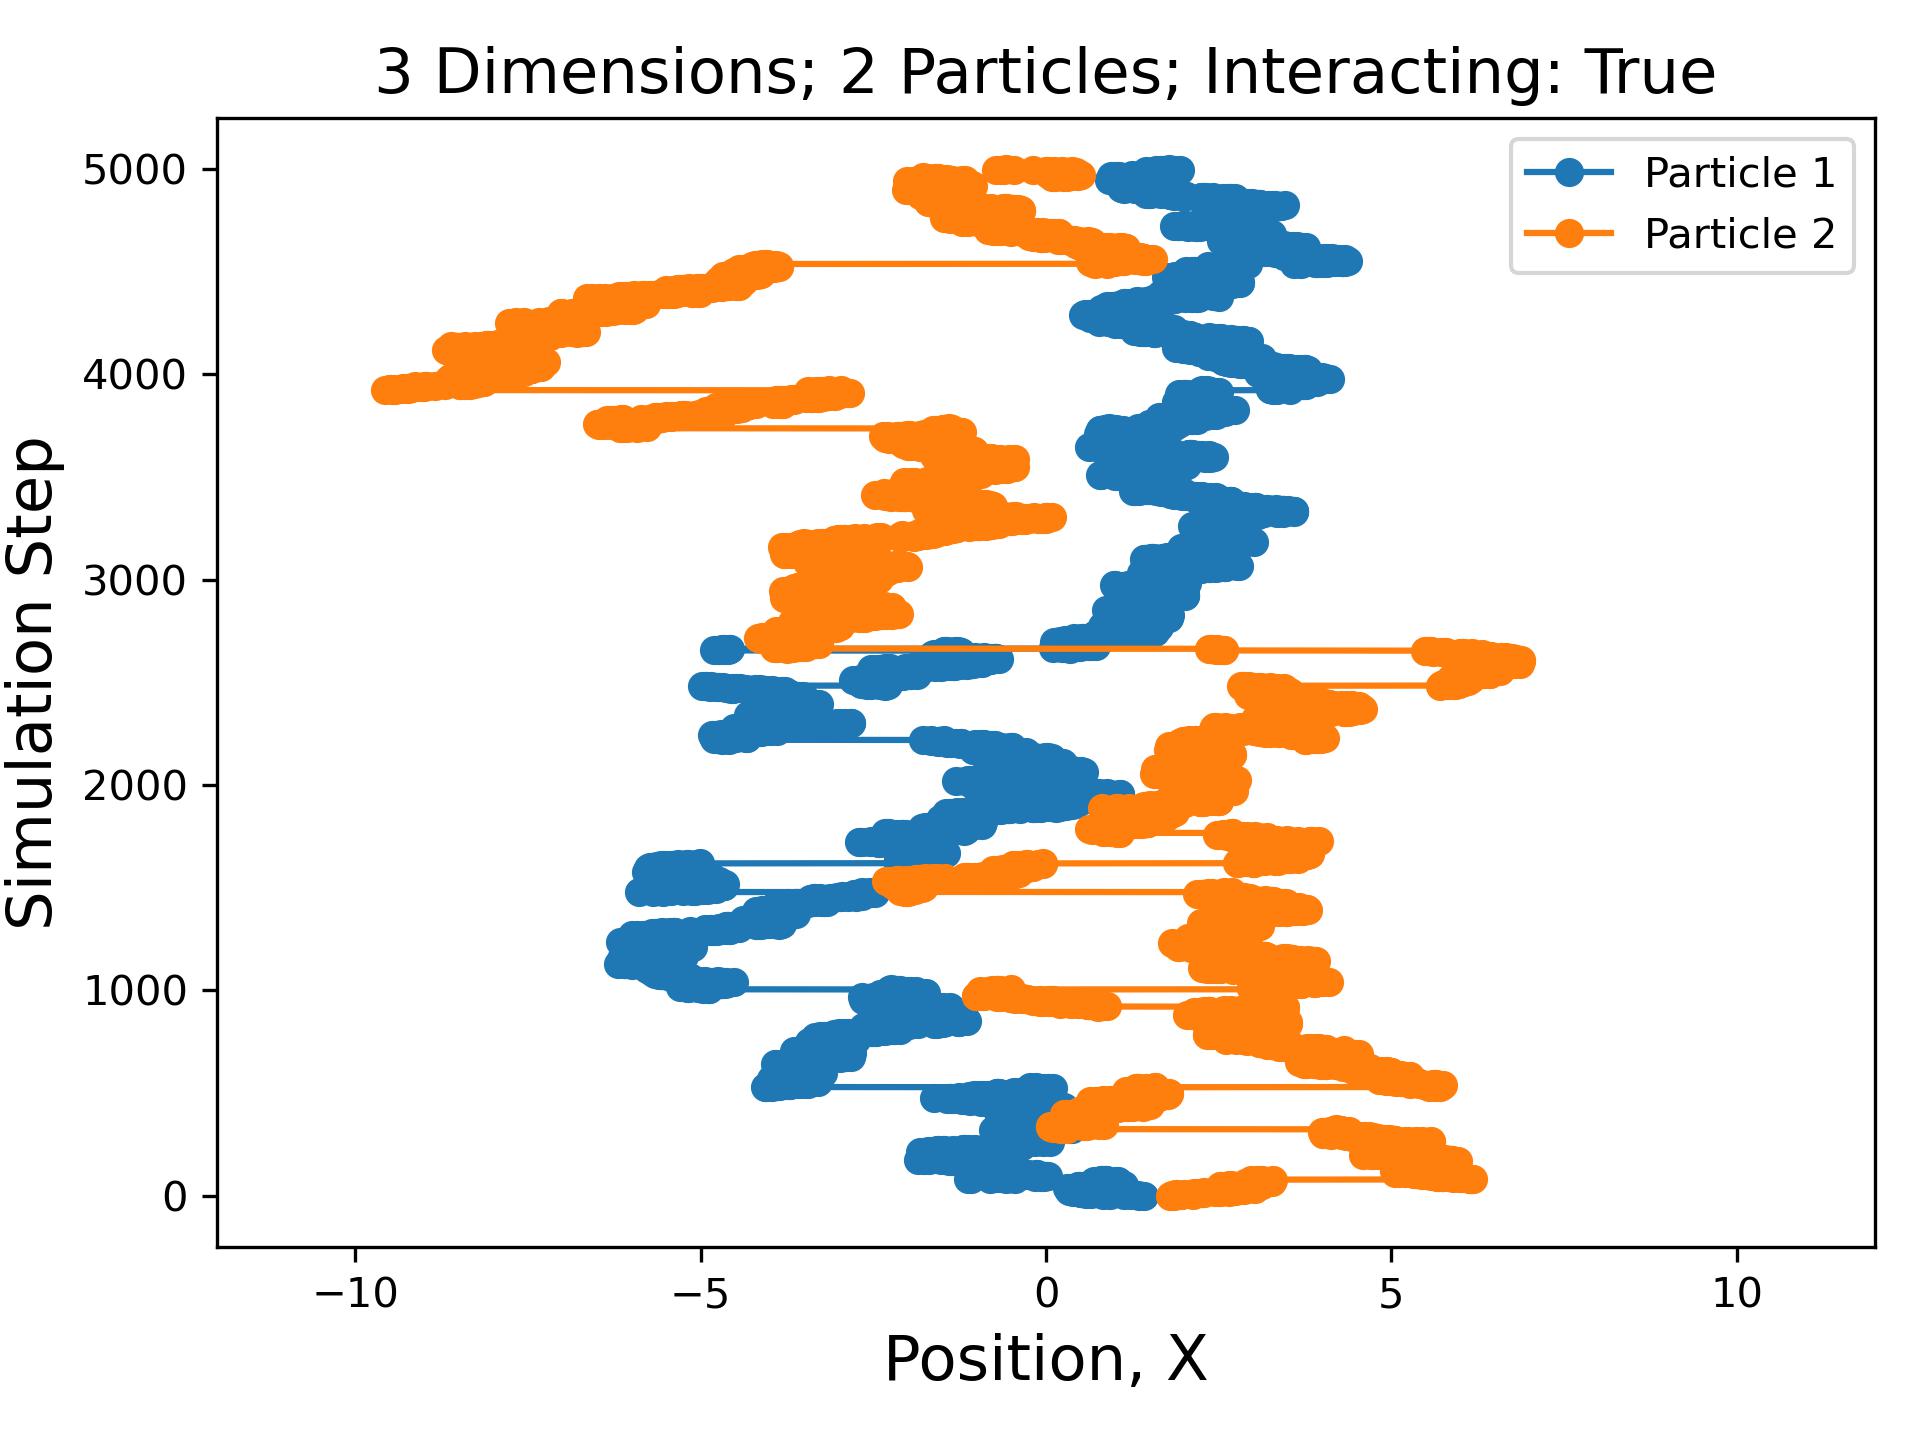 3 Dimensions; 2 Particles; Interacting: True
Particle 1
Particle 2
5000
4000
3000
2000
1000
0
Simulation Step
−10
−5
0
5
10
Position, X